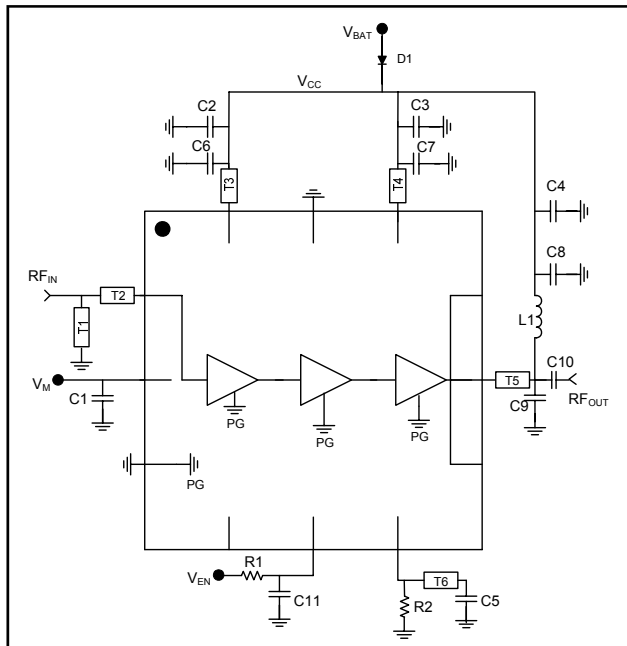 VBAT
D1
VCC
C2
C3
C6
C7
T3
T4
C4
C8
RFIN
T2
T1
L1
VM
C1
C10
T5
C9
RFOUT
PG
PG
PG
PG
VEN
R1
C11
R2
T6
C5